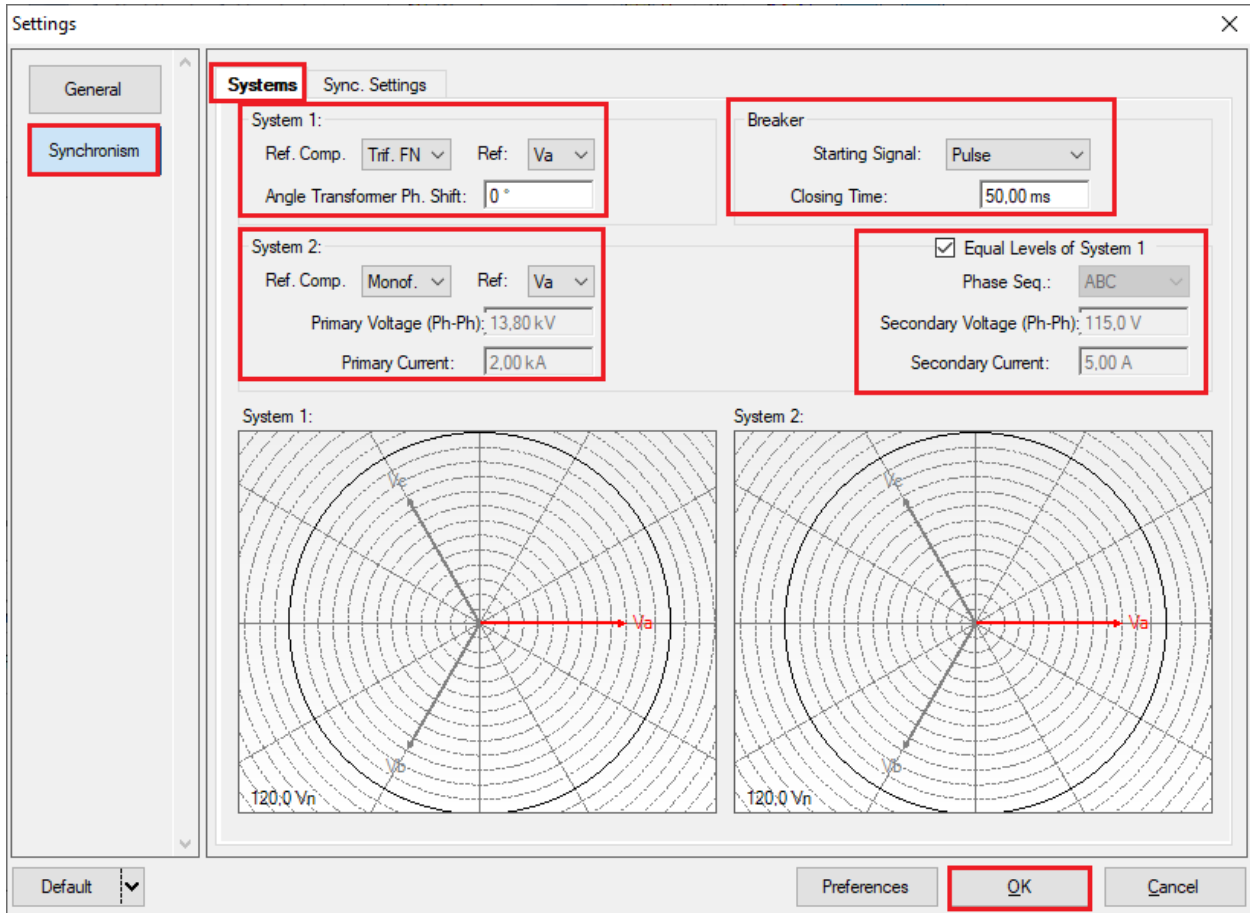 Settings
General
Synchronism
Systems Sync. Settings
System 1:
Ref. Comp. Trif. FN Ref: Va
Angle Transformer Ph. Shift: 0 °
Breaker
Starting Signal: Pulse
Closing Time: 50,00 ms
System 2:
Ref. Comp. Monof. Ref: Va
Primary Voltage (Ph-Ph): 13,80 kV
Primary Current: 2,00 kA
Equal Levels of System 1
Phase Seq.: ABC
Secondary Voltage (Ph-Ph): 115,0 V
Secondary Current: 5,00 A
System 1:
Vc
Va
Vb
120,0 Vn
System 2:
Vc
Va
Vb
120,0 Vn
Default
Preferences
OK
Cancel